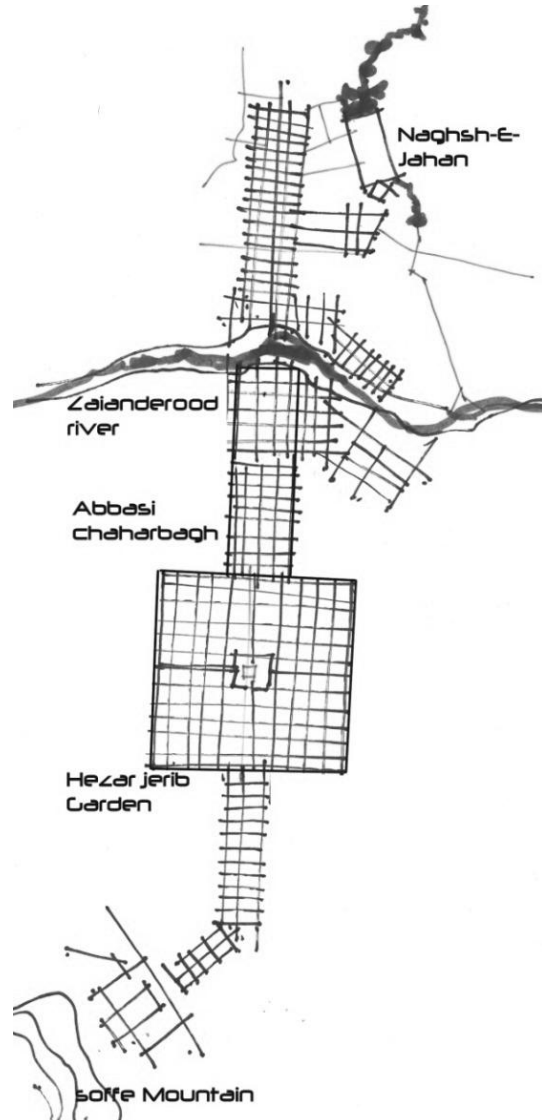 Naghsh-E-
Jahan
Zaianderood
river
Abbasi
chaharbagh
Hezar jerib
Garden
soffe Mountain